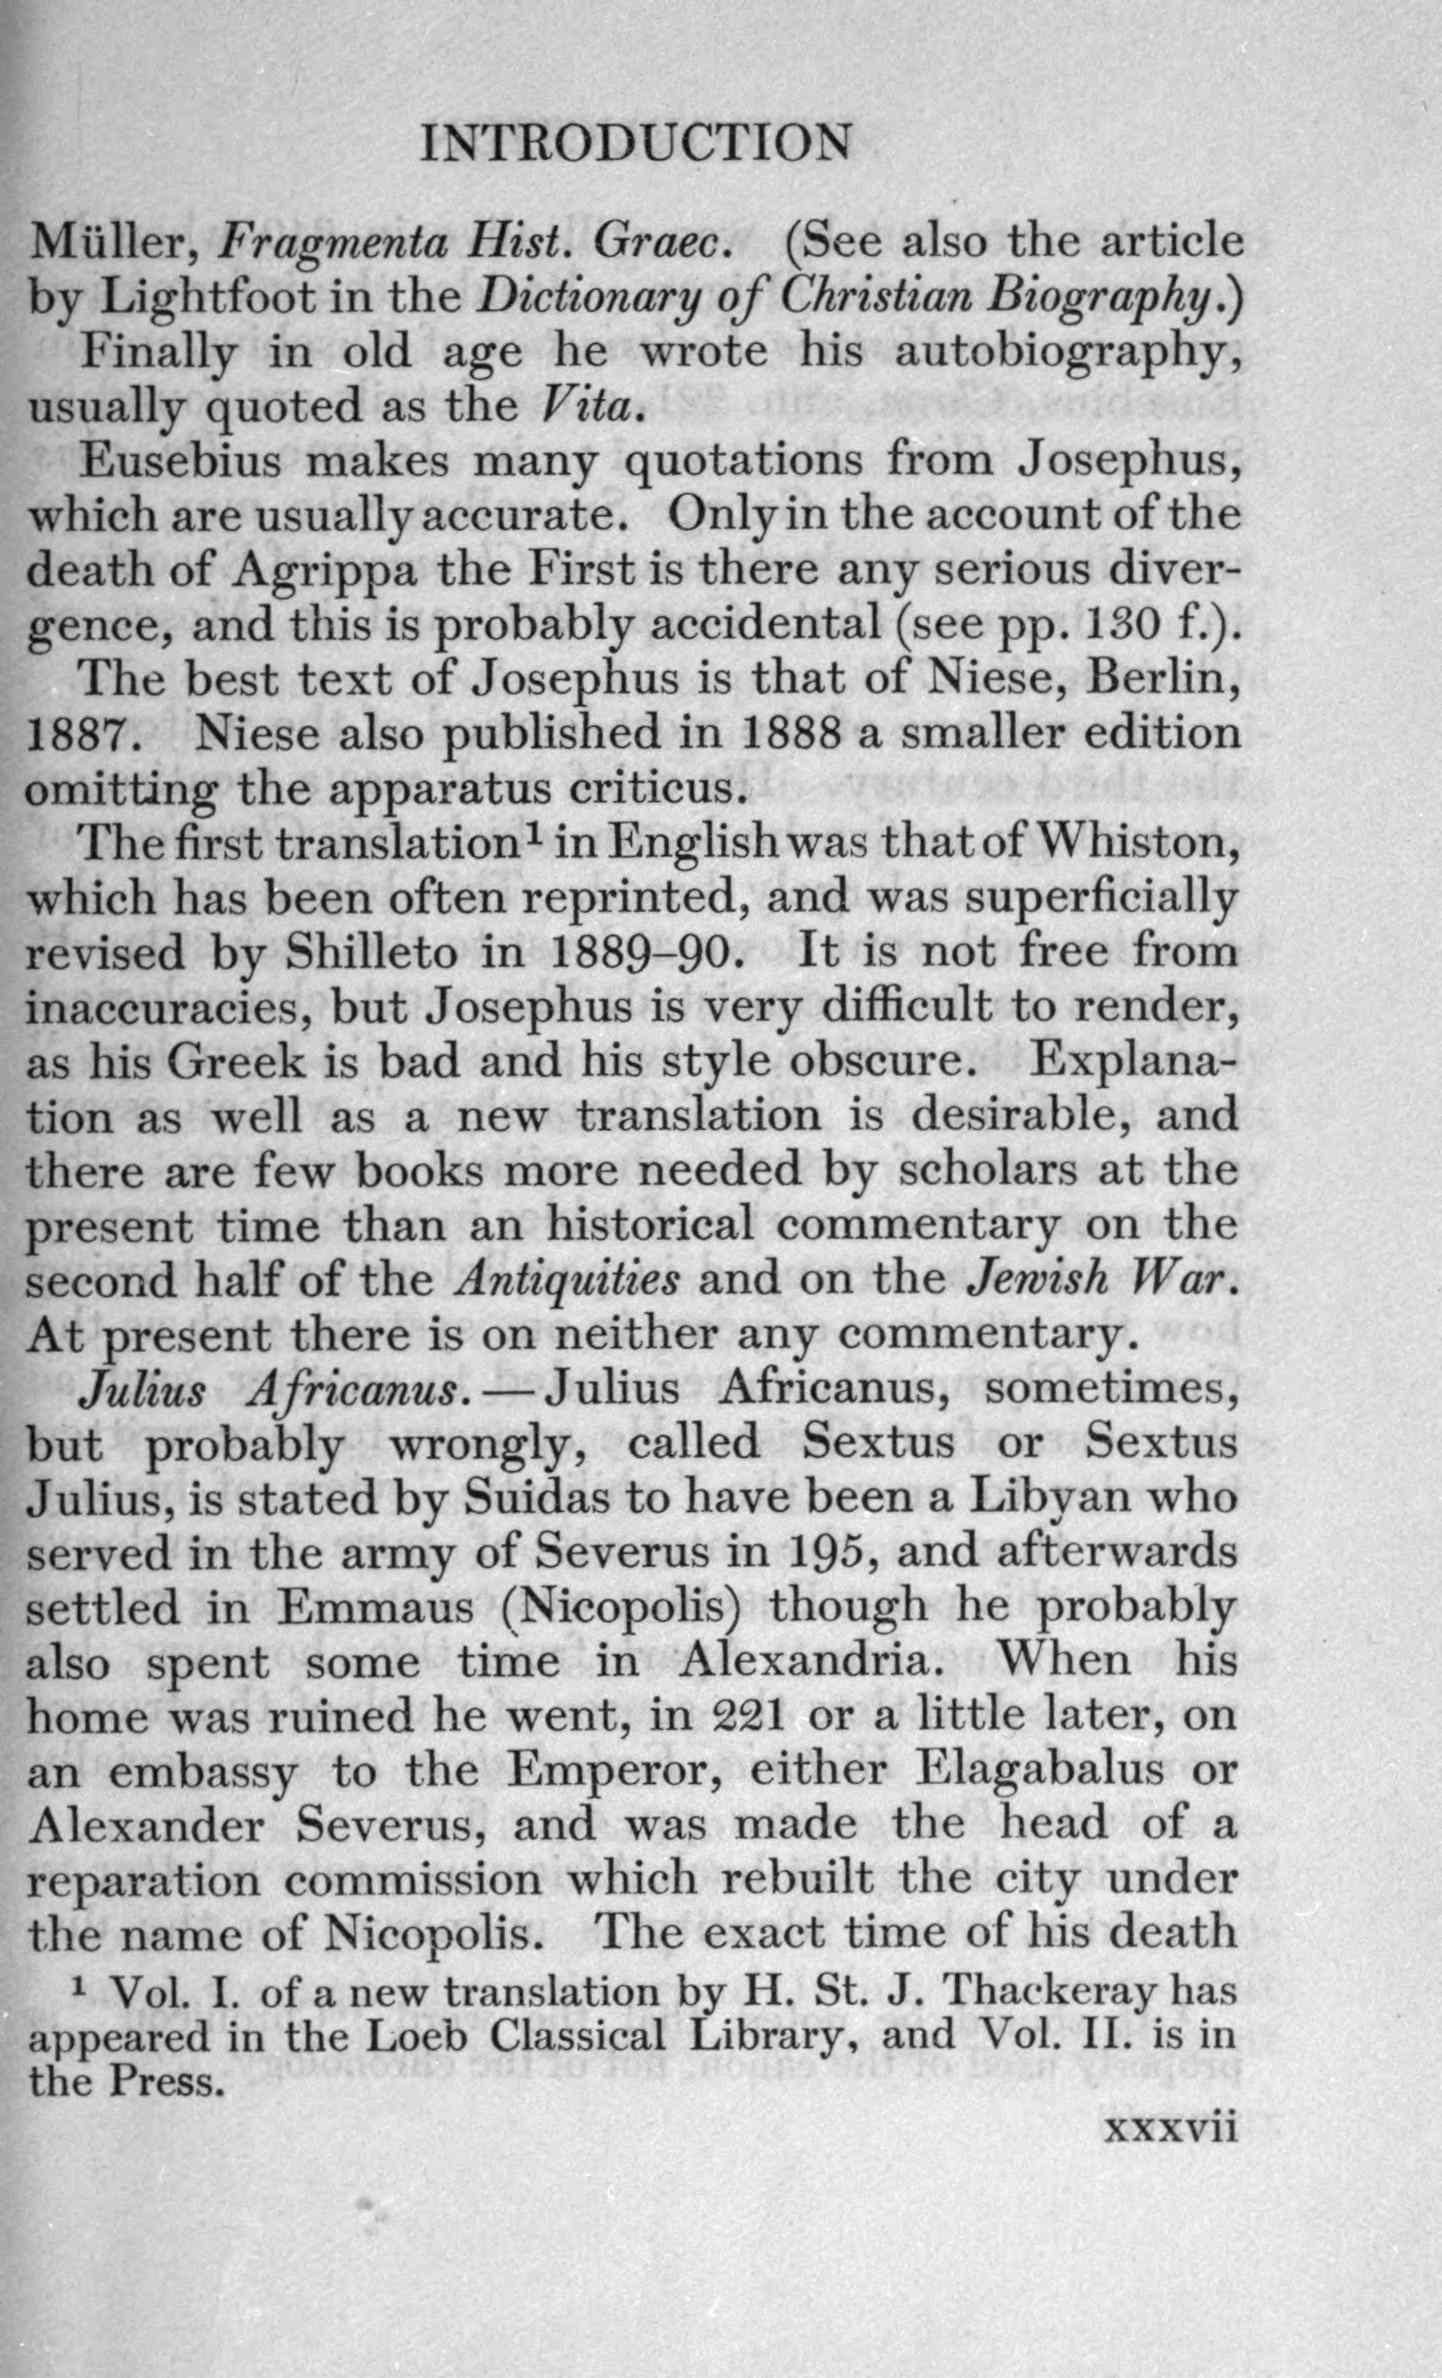 INTRODUCTION
Müller, Fragmenta Hist. Graec. (See also the article
by Lightfoot in the Dictionary of Christian Biography.)
Finally in old age he wrote his autobiography,
usually quoted as the Vita.
Eusebius makes many quotations from Josephus,
which are usually accurate. Only in the account of the
death of Agrippa the First is there any serious diver-
gence, and this is probably accidental (see pp. 130 f.).
The best text of Josephus is that of Niese, Berlin,
1887. Niese also published in 1888 a smaller edition
omitting the apparatus criticus.
The first translation¹ in English was that of Whiston,
which has been often reprinted, and was superficially
revised by Shilleto in 1889–90. It is not free from
inaccuracies, but Josephus is very difficult to render,
as his Greek is bad and his style obscure. Explana-
tion as well as a new translation is desirable, and
there are few books more needed by scholars at the
present time than an historical commentary on the
second half of the Antiquities and on the Jewish War.
At present there is on neither any commentary.
Julius Africanus.—Julius Africanus, sometimes,
but probably wrongly, called Sextus or Sextus
Julius, is stated by Suidas to have been a Libyan who
served in the army of Severus in 195, and afterwards
settled in Emmaus (Nicopolis) though he probably
also spent some time in Alexandria. When his
home was ruined he went, in 221 or a little later, on
an embassy to the Emperor, either Elagabalus or
Alexander Severus, and was made the head of a
reparation commission which rebuilt the city under
the name of Nicopolis. The exact time of his death
¹ Vol. I. of a new translation by H. St. J. Thackeray has
appeared in the Loeb Classical Library, and Vol. II. is in
the Press.
xxxvii